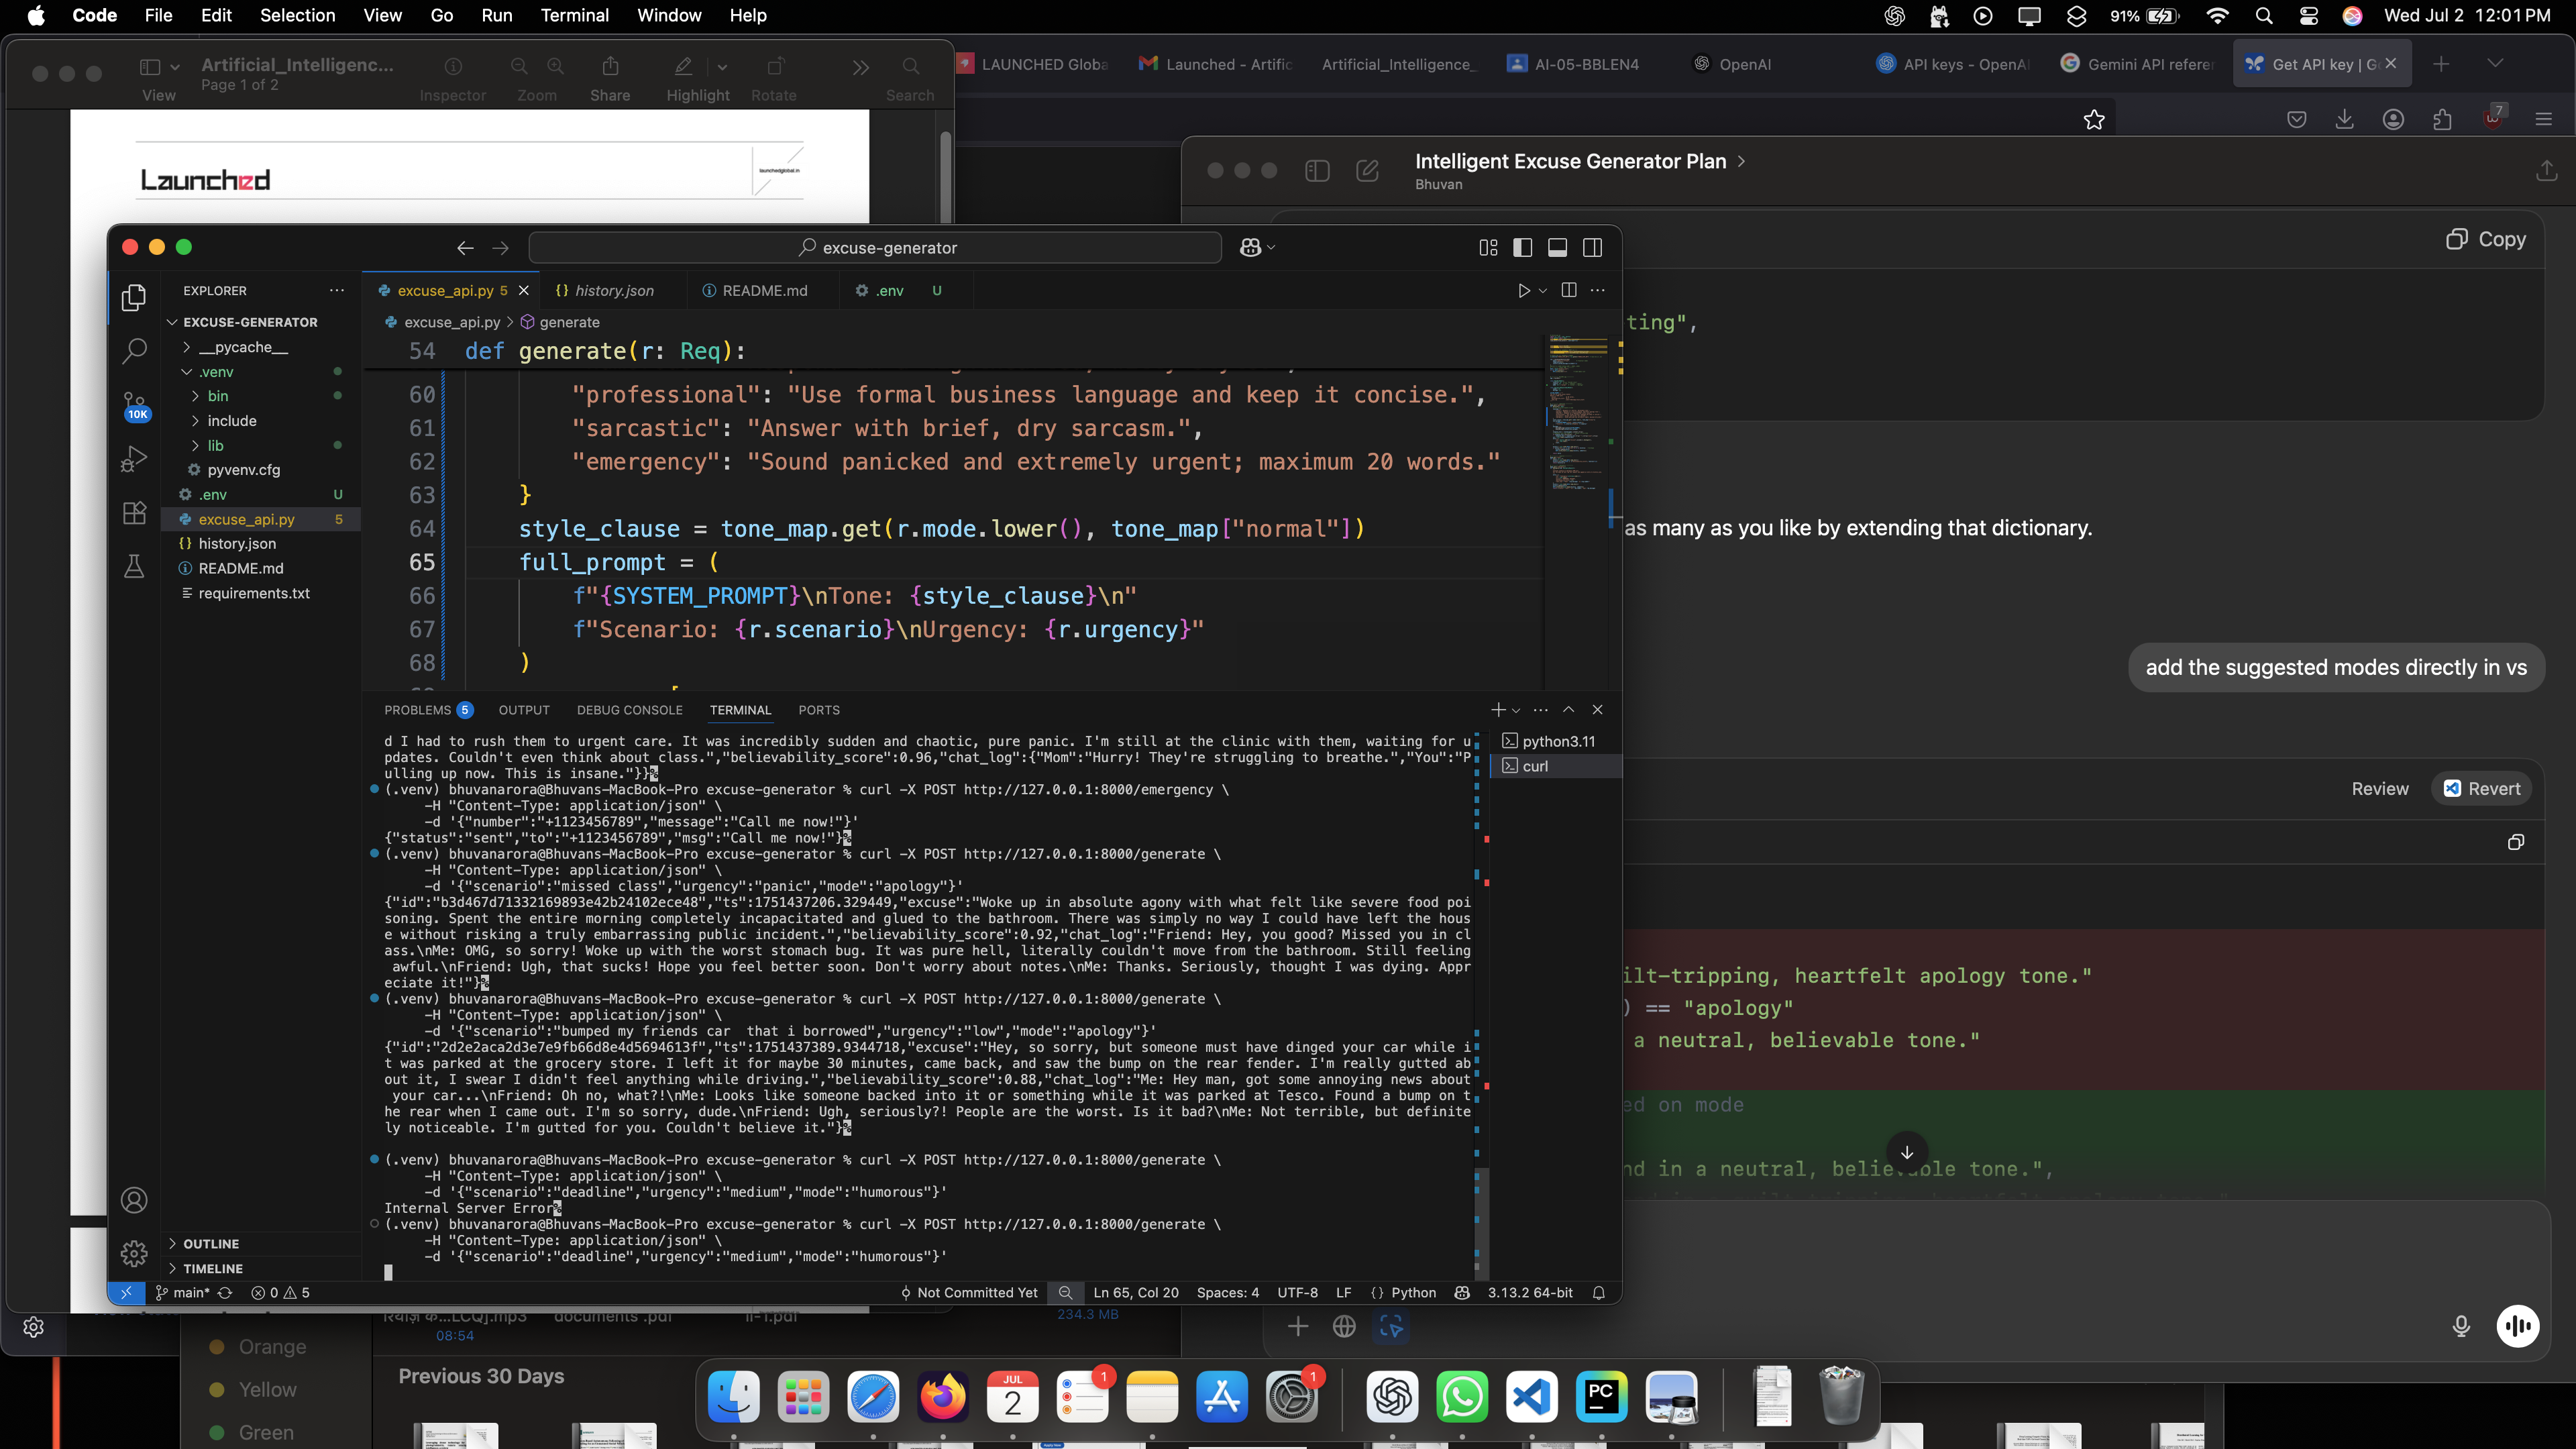 Code File Edit Selection View Go Run Terminal Window Help
91%
Wed Jul 2 12:01 PM
Artificial_Intelligenc...
Page 1 of 2
View
Inspector
Zoom
Share
Highlight
Rotate
Search
LAUNCHED Globa
Launched - Artific
Artificial_Intelligence_
AI-05-BBLEN4
OpenAI
API keys - OpenAI
Gemini API referen
Get API key | G
7
Launched
launchedglobal.in
Intelligent Excuse Generator Plan
Bhuvan
Copy
ting",
as many as you like by extending that dictionary.
add the suggested modes directly in vs
Review
Revert
ilt-tripping, heartfelt apology tone."
) == "apology"
a neutral, believable tone."
ed on mode
nd in a neutral, believable tone.",
excuse-generator
EXPLORER
EXCUSE-GENERATOR
__pycache__
.venv
bin
include
lib
pyvenv.cfg
.env U
excuse_api.py 5
history.json
README.md
requirements.txt
OUTLINE
TIMELINE
10K
excuse_api.py 5
history.json
README.md
.env U
excuse_api.py > generate
54 def generate(r: Req):
60 "professional": "Use formal business language and keep it concise.",
61 "sarcastic": "Answer with brief, dry sarcasm.",
62 "emergency": "Sound panicked and extremely urgent; maximum 20 words."
63 }
64 style_clause = tone_map.get(r.mode.lower(), tone_map["normal"])
65 full_prompt = (
66 f"{SYSTEM_PROMPT}\nTone: {style_clause}\n"
67 f"Scenario: {r.scenario}\nUrgency: {r.urgency}"
68 )
PROBLEMS 5 OUTPUT DEBUG CONSOLE TERMINAL PORTS
python3.11
curl
d I had to rush them to urgent care. It was incredibly sudden and chaotic, pure panic. I'm still at the clinic with them, waiting for u
pdates. Couldn't even think about class.","believability_score":0.96,"chat_log":{"Mom":"Hurry! They're struggling to breathe.","You":"P
ulling up now. This is insane."}}%
(.venv) bhuvanarora@Bhuvans-MacBook-Pro excuse-generator % curl -X POST http://127.0.0.1:8000/emergency \
-H "Content-Type: application/json" \
-d '{"number":"+1123456789","message":"Call me now!"}'
{"status":"sent","to":"+1123456789","msg":"Call me now!"}%
(.venv) bhuvanarora@Bhuvans-MacBook-Pro excuse-generator % curl -X POST http://127.0.0.1:8000/generate \
-H "Content-Type: application/json" \
-d '{"scenario":"missed class","urgency":"panic","mode":"apology"}'
{"id":"b3d467d71332169893e42b24102ece48","ts":1751437206.329449,"excuse":"Woke up in absolute agony with what felt like severe food poi
soning. Spent the entire morning completely incapacitated and glued to the bathroom. There was simply no way I could have left the hous
e without risking a truly embarrassing public incident.","believability_score":0.92,"chat_log":"Friend: Hey, you good? Missed you in cl
ass.\nMe: OMG, so sorry! Woke up with the worst stomach bug. It was pure hell, literally couldn't move from the bathroom. Still feeling
awful.\nFriend: Ugh, that sucks! Hope you feel better soon. Don't worry about notes.\nMe: Thanks. Seriously, thought I was dying. Appr
eciate it!"}%
(.venv) bhuvanarora@Bhuvans-MacBook-Pro excuse-generator % curl -X POST http://127.0.0.1:8000/generate \
-H "Content-Type: application/json" \
-d '{"scenario":"bumped my friends car  that i borrowed","urgency":"low","mode":"apology"}'
{"id":"2d2e2aca2d3e7e9fb66d8e4d5694613f","ts":1751437389.9344718,"excuse":"Hey, so sorry, but someone must have dinged your car while i
t was parked at the grocery store. I left it for maybe 30 minutes, came back, and saw the bump on the rear fender. I'm really gutted ab
out it, I swear I didn't feel anything while driving.","believability_score":0.88,"chat_log":"Me: Hey man, got some annoying news about
your car...\nFriend: Oh no, what?!\nMe: Looks like someone backed into it or something while it was parked at Tesco. Found a bump on t
he rear when I came out. I'm so sorry, dude.\nFriend: Ugh, seriously?! People are the worst. Is it bad?\nMe: Not terrible, but definite
ly noticeable. I'm gutted for you. Couldn't believe it."}%
(.venv) bhuvanarora@Bhuvans-MacBook-Pro excuse-generator % curl -X POST http://127.0.0.1:8000/generate \
-H "Content-Type: application/json" \
-d '{"scenario":"deadline","urgency":"medium","mode":"humorous"}'
Internal Server Error%
(.venv) bhuvanarora@Bhuvans-MacBook-Pro excuse-generator % curl -X POST http://127.0.0.1:8000/generate \
-H "Content-Type: application/json" \
-d '{"scenario":"deadline","urgency":"medium","mode":"humorous"}'
main* 0 5
Not Committed Yet
Ln 65, Col 20
Spaces: 4
UTF-8
LF
{} Python
3.13.2 64-bit
LCQ].mp3
08:54
documents .pdf
II-1.pdf
234.3 MB
Orange
Yellow
Green
Previous 30 Days
JUL
2
1
1
PC